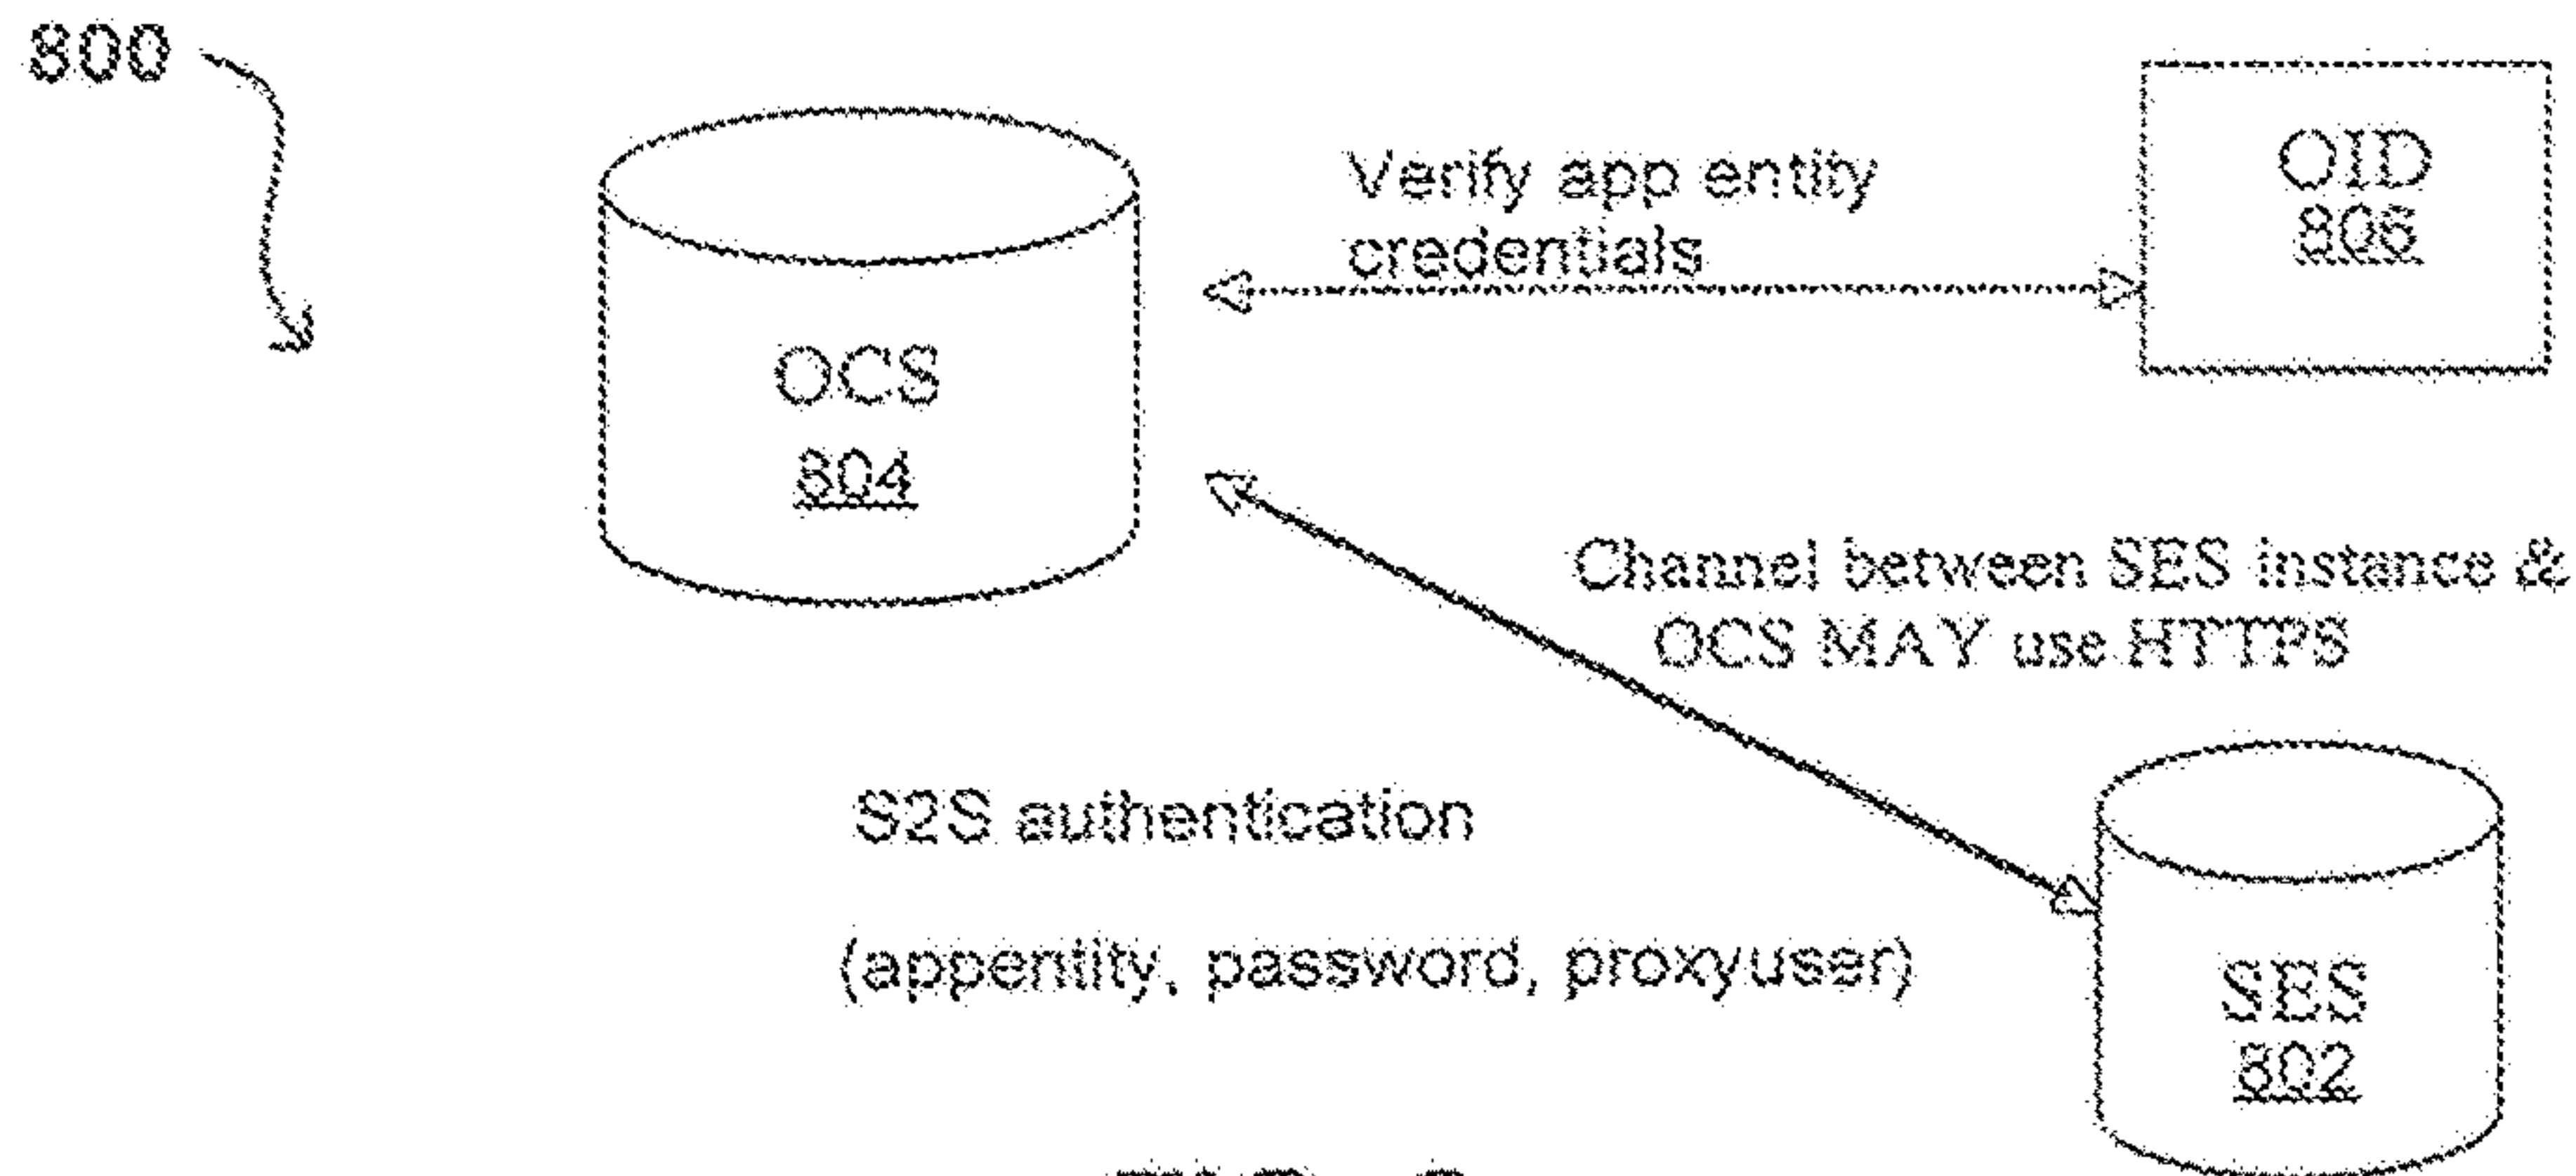 800
OID
806
Verify app entity
credentials
OCS
804
Channel between SES instance &
OCS MAY use HTTPS
S2S authentication
(appentity, password, proxyuser)
SES
802